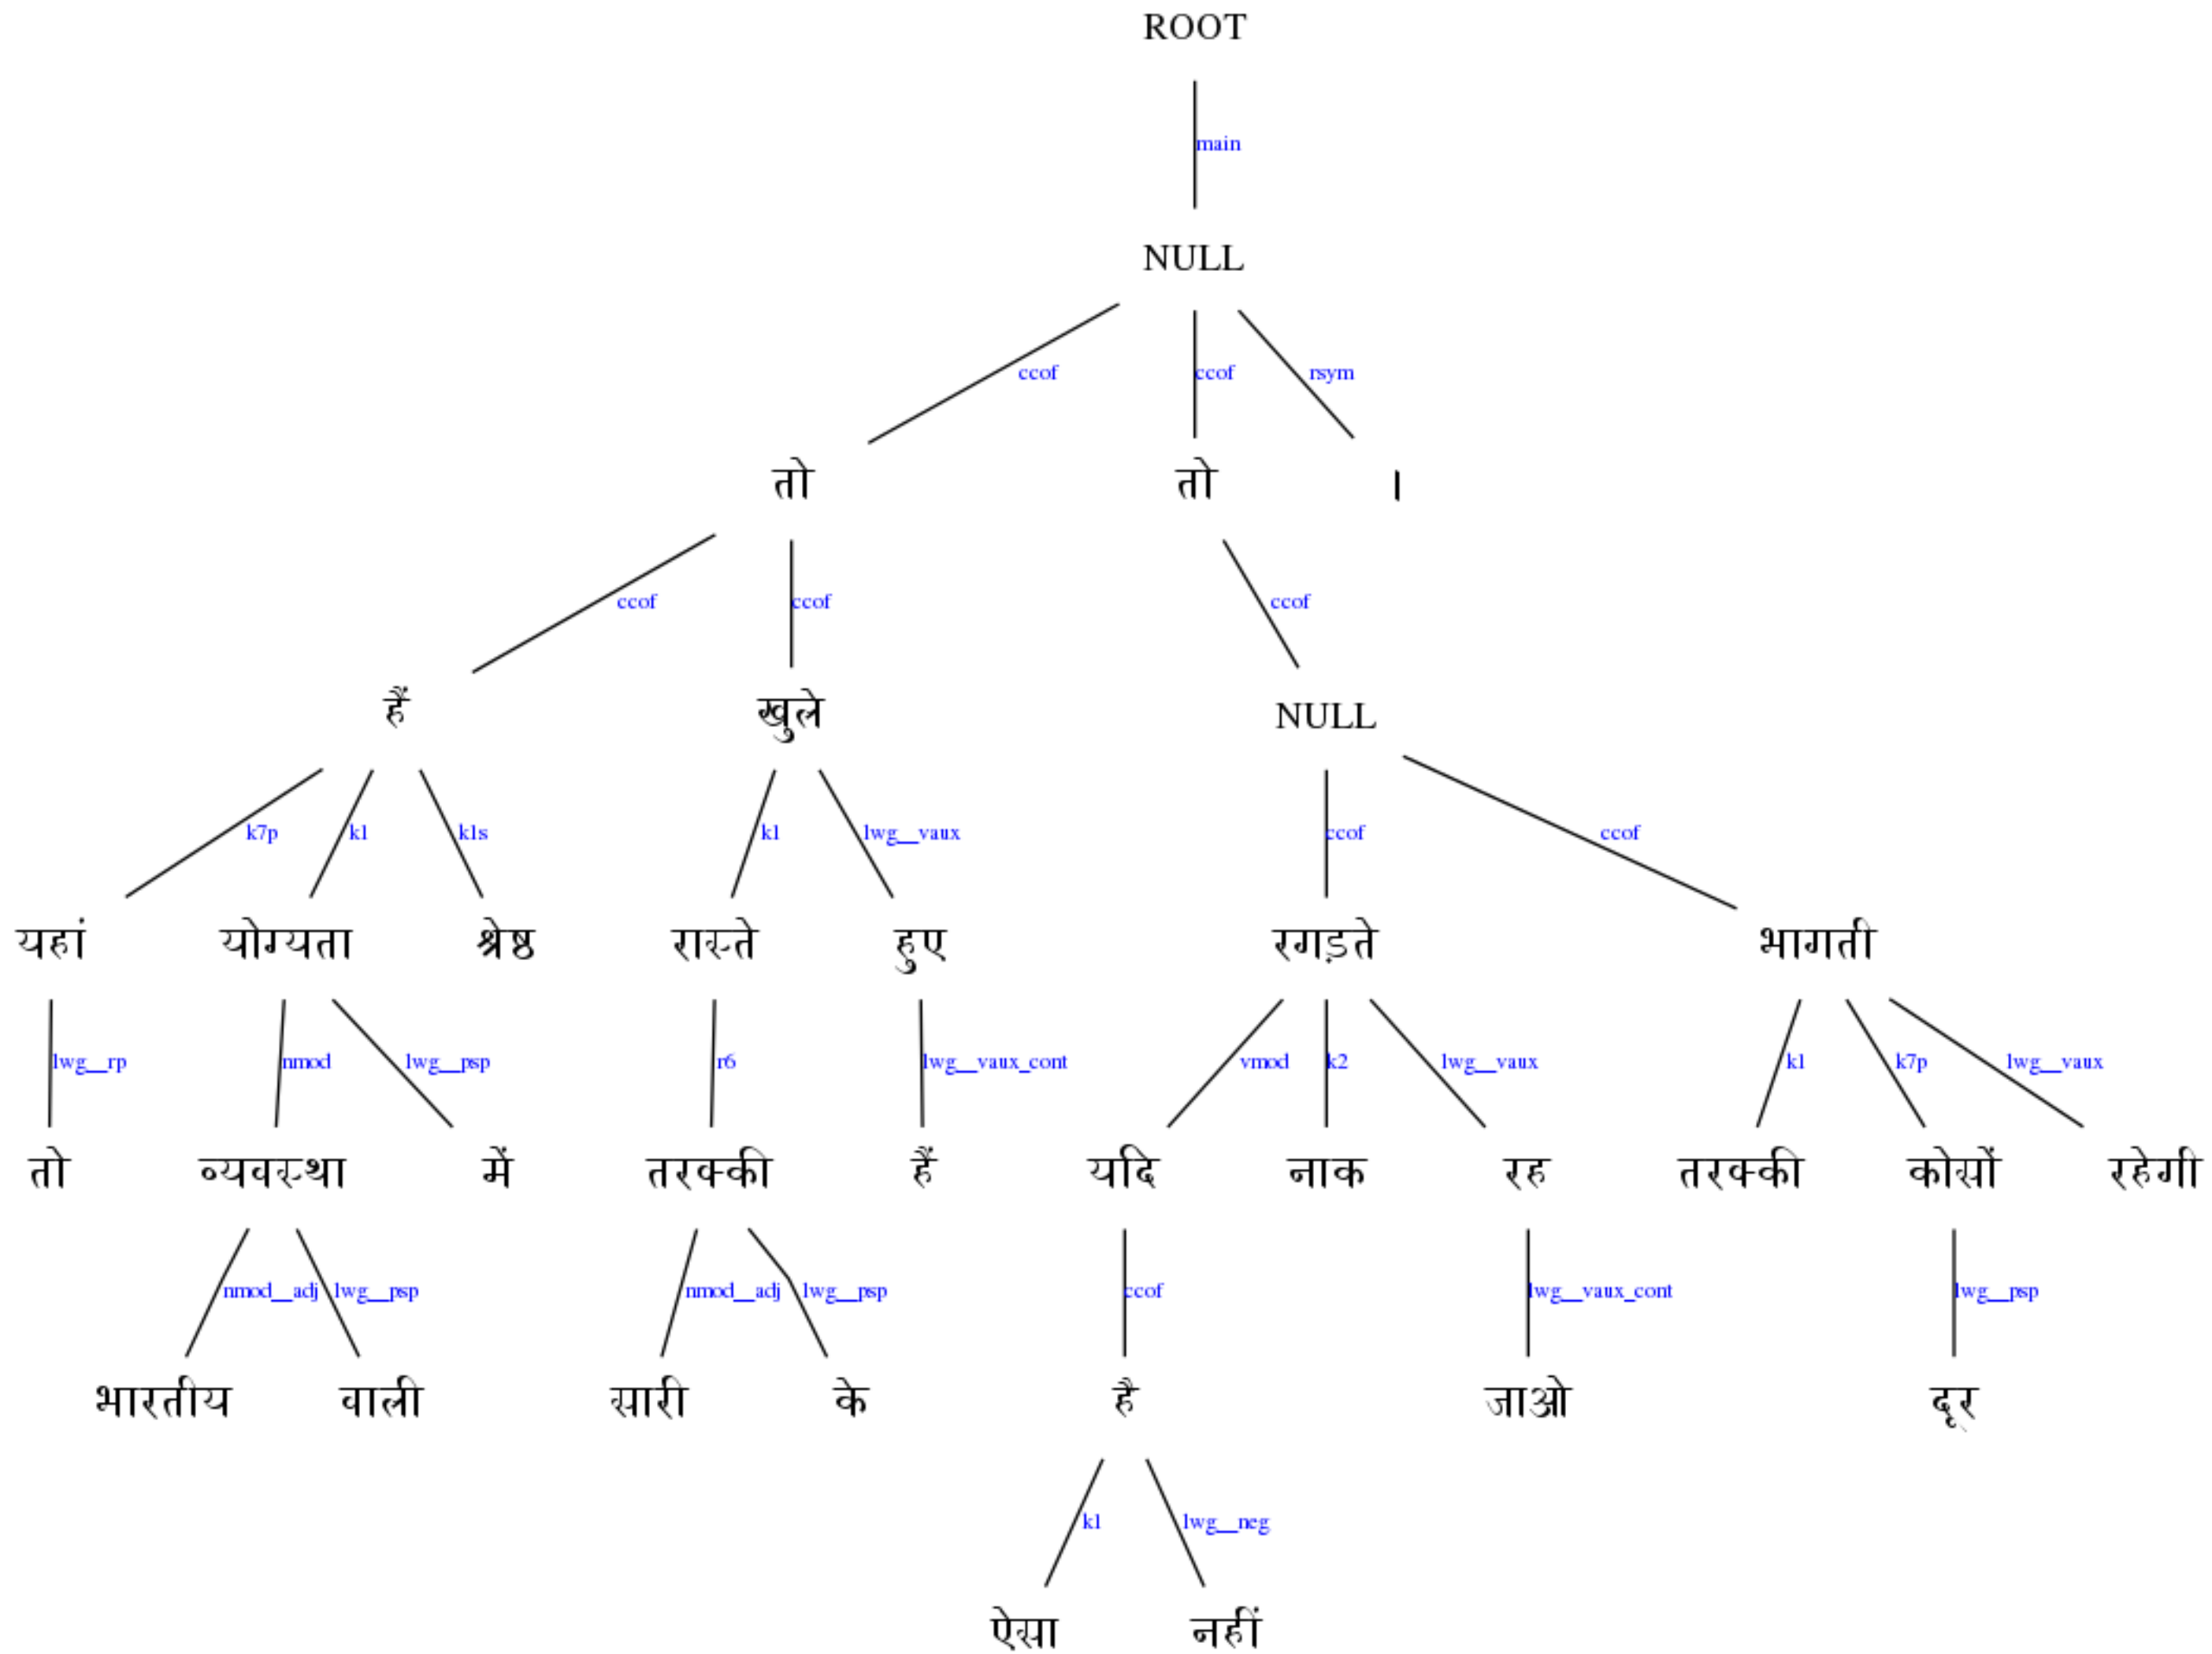 ROOT
main
NULL
ccof ccof rsym
तो तो ।
ccof ccof ccof
हैं खुले NULL
k7p k1 k1s k1 lwg__vaux ccof ccof
यहां योग्यता श्रेष्ठ रास्ते हुए रगड़ते भागती
lwg__rp nmod lwg__psp r6 lwg__vaux_cont vmod k2 lwg__vaux k1 k7p lwg__vaux
तो व्यवस्था में तरक्की हैं यदि नाक रह तरक्की कोसों रहेगी
nmod__adj lwg__psp nmod__adj lwg__psp ccof lwg__vaux_cont lwg__psp
भारतीय वाली सारी के है जाओ दूर
k1 lwg__neg
ऐसा नहीं